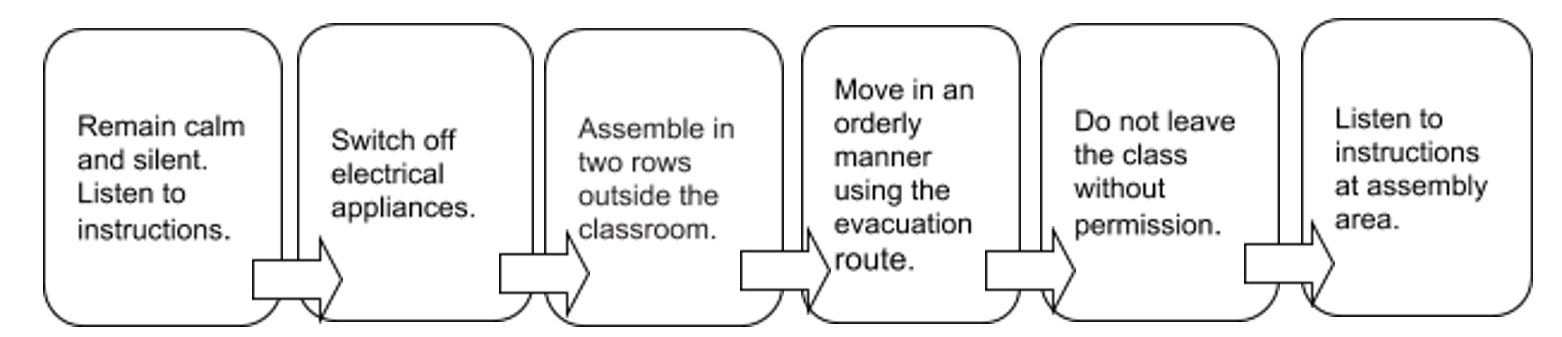 Remain calm
and silent.
Listen to
instructions.
Switch off
electrical
appliances.
Assemble in
two rows
outside the
classroom.
Move in an
orderly
manner
using the
evacuation
route.
Do not leave
the class
without
permission.
Listen to
instructions
at assembly
area.